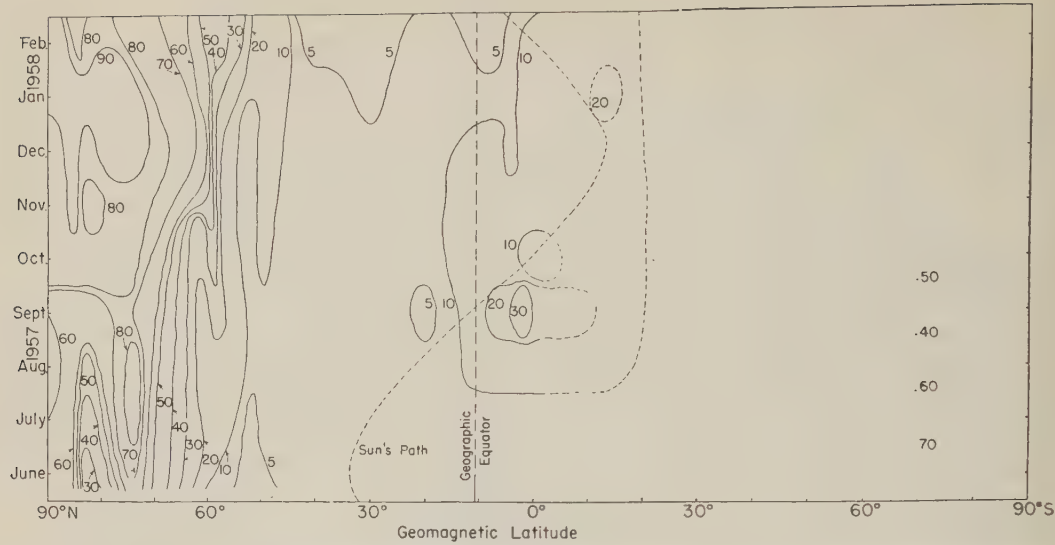 80 80 50 30 20
60 40 10 5 5 10
70
90
20
80
10
5 10 20 30
60 80
50
50
40 40
30
60 70 20 10 5
30
.50
.40
.60
70
Feb.
1958
Jan
Dec.
Nov.
Oct.
Sept
1957
Aug
July
June
Sun's Path
Geographic
Equator
90°N 60° 30° 0° 30° 60° 90°S
Geomagnetic Latitude